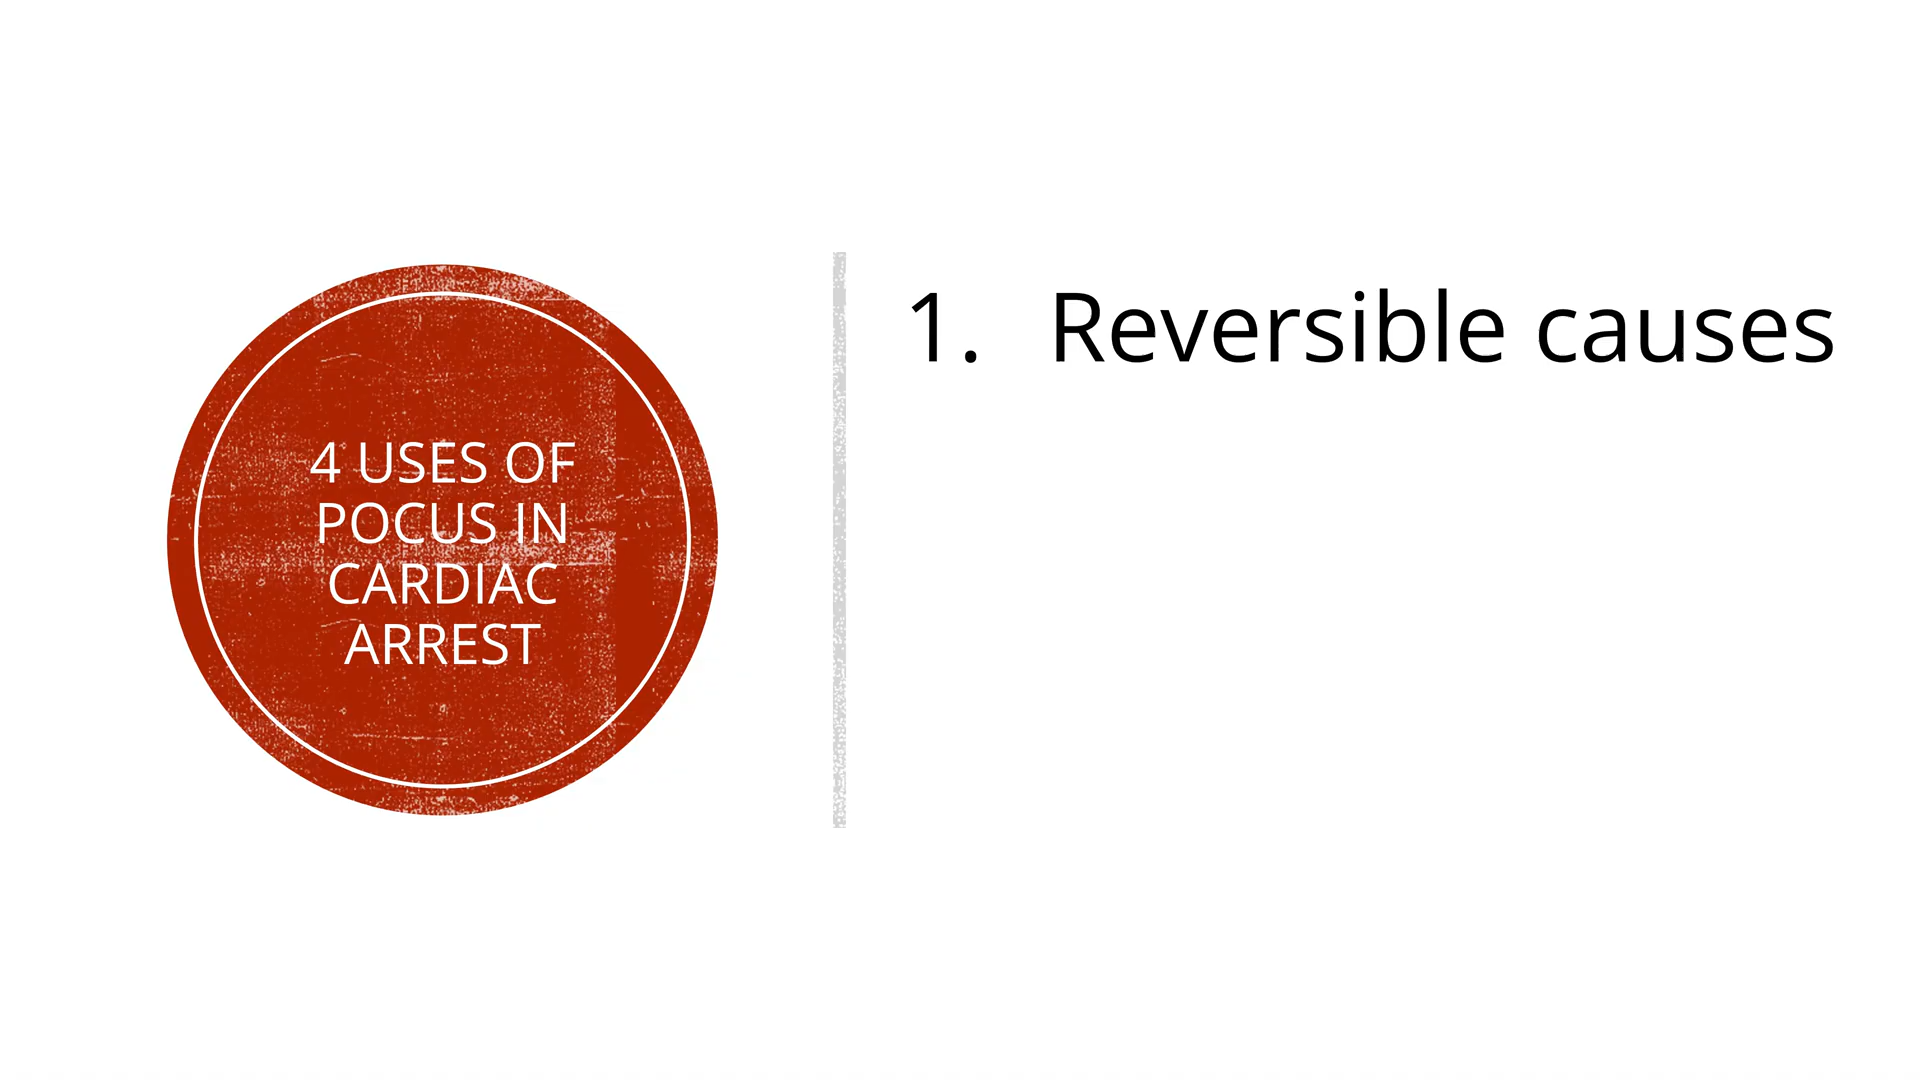 4 USES OF
POCUS IN
CARDIAC
ARREST
1. Reversible causes